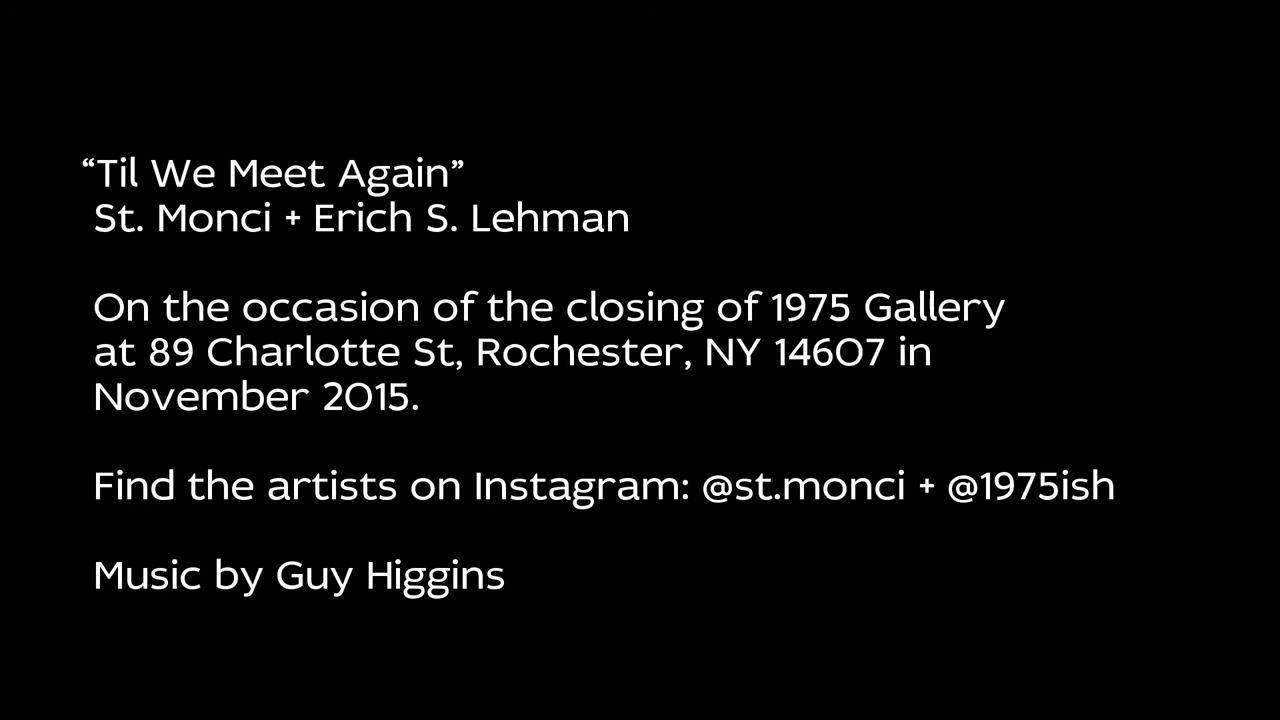 “Til We Meet Again”
St. Monci + Erich S. Lehman
On the occasion of the closing of 1975 Gallery
at 89 Charlotte St, Rochester, NY 14607 in
November 2015.
Find the artists on Instagram: @st.monci + @1975ish
Music by Guy Higgins